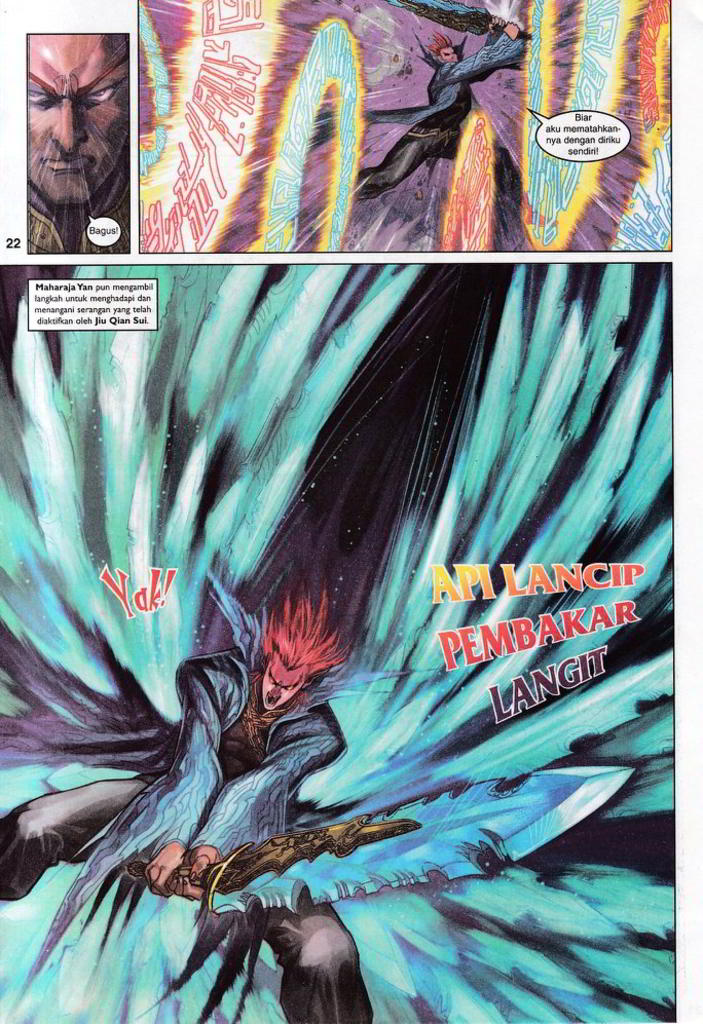 Bagus!
22
Biar
aku mematahkan-
nya dengan diriku
sendiri!
Maharaja Yan pun mengambil
langkah untuk menghadapi dan
menangani serangan yang telah
diaktifkan oleh Jiu Qian Sui.
Yak!
API LANCIP
PEMBAKAR
LANGIT